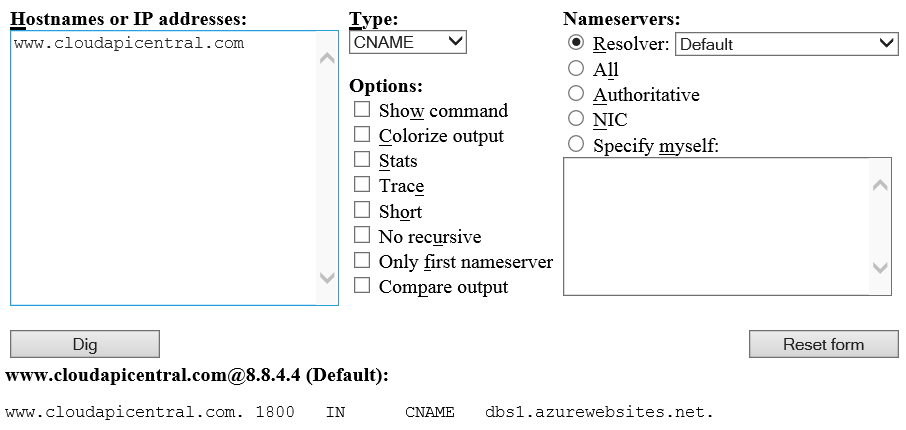 Hostnames or IP addresses:
www.cloudapicentral.com
Type:
CNAME
Options:
Show command
Colorize output
Stats
Trace
Short
No recursive
Only first nameserver
Compare output
Nameservers:
Resolver: Default
All
Authoritative
NIC
Specify myself:
Dig
Reset form
www.cloudapicentral.com@8.8.4.4 (Default):
www.cloudapicentral.com. 1800 IN CNAME dbs1.azurewebsites.net.